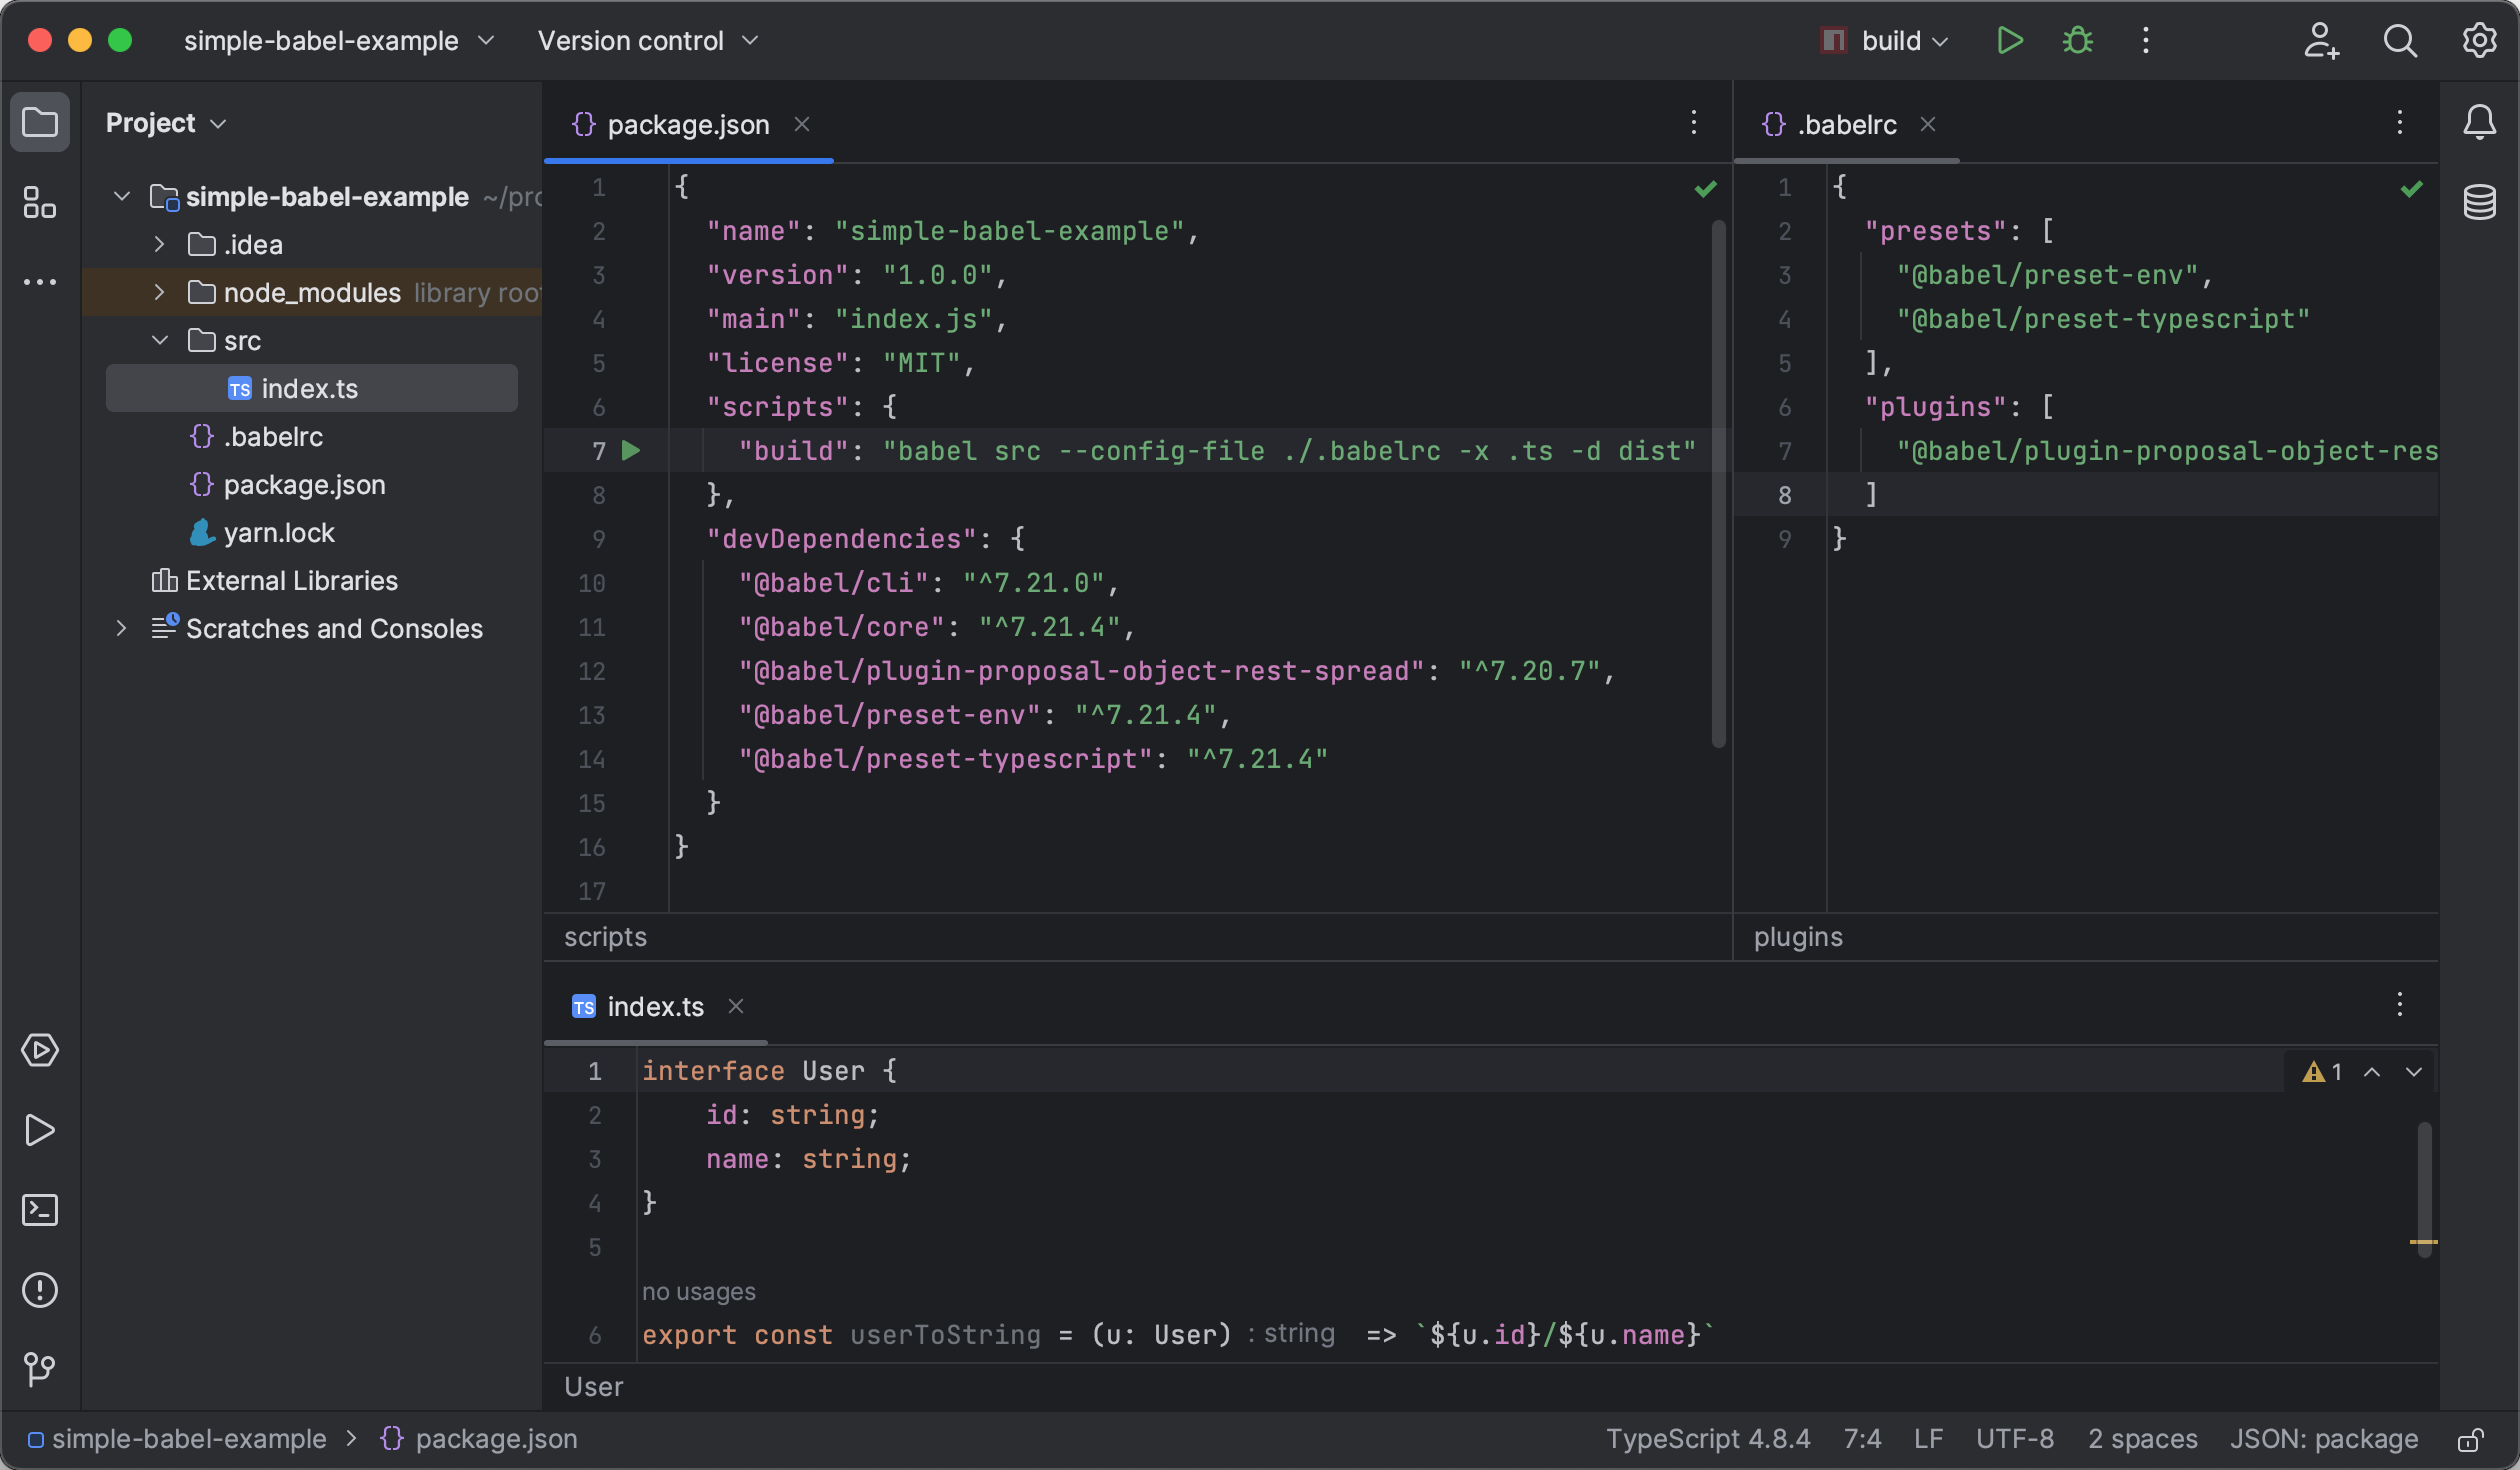 simple-babel-example
Version control
build
Project
simple-babel-example ~/pro
.idea
node_modules library root
src
TS index.ts
.babelrc
package.json
yarn.lock
External Libraries
Scratches and Consoles
package.json
1 {
2 "name": "simple-babel-example",
3 "version": "1.0.0",
4 "main": "index.js",
5 "license": "MIT",
6 "scripts": {
7 "build": "babel src --config-file ./.babelrc -x .ts -d dist"
8 },
9 "devDependencies": {
10 "@babel/cli": "^7.21.0",
11 "@babel/core": "^7.21.4",
12 "@babel/plugin-proposal-object-rest-spread": "^7.20.7",
13 "@babel/preset-env": "^7.21.4",
14 "@babel/preset-typescript": "^7.21.4"
15 }
16 }
17
scripts
.babelrc
1 {
2 "presets": [
3 "@babel/preset-env",
4 "@babel/preset-typescript"
5 ],
6 "plugins": [
7 "@babel/plugin-proposal-object-res
8 ]
9 }
plugins
TS index.ts
1 interface User {
1
2 id: string;
3 name: string;
4 }
5
no usages
6 export const userToString = (u: User) : string => `${u.id}/${u.name}`
User
simple-babel-example > {} package.json
TypeScript 4.8.4 7:4 LF UTF-8 2 spaces JSON: package